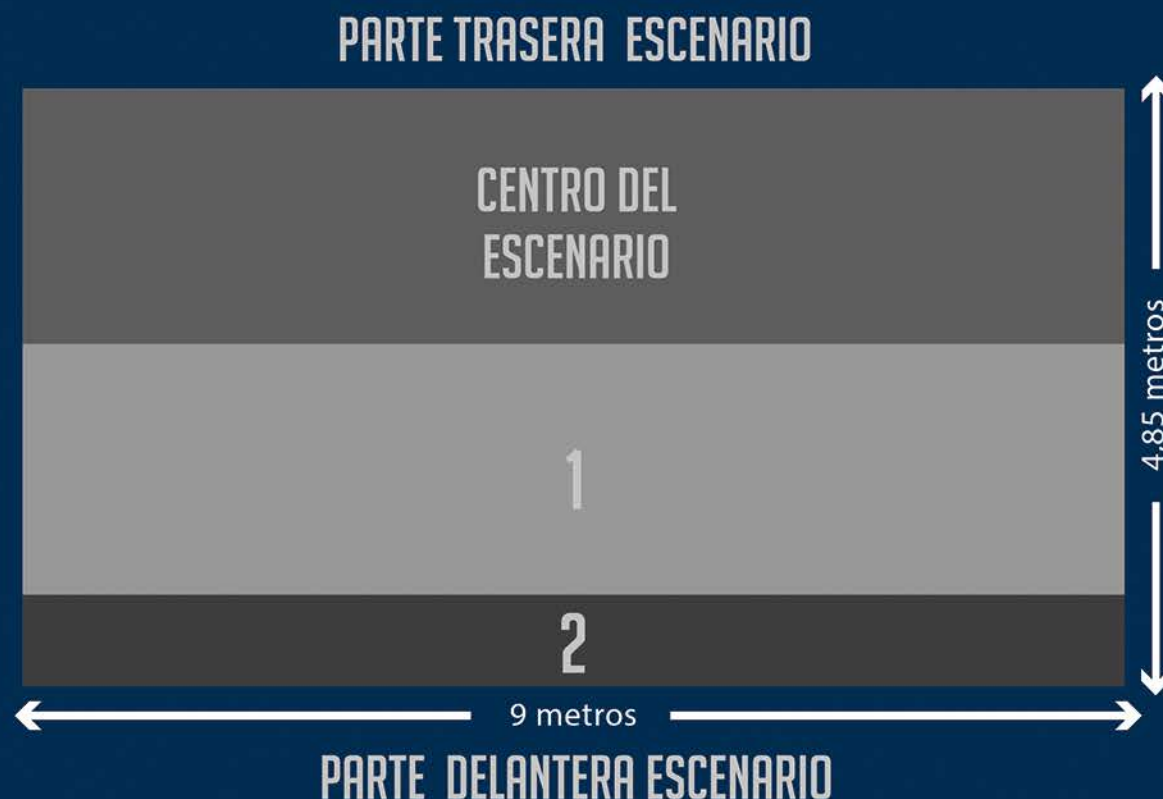 PARTE TRASERA ESCENARIO
CENTRO DEL
ESCENARIO
4,85 metros
1
2
9 metros
PARTE DELANTERA ESCENARIO